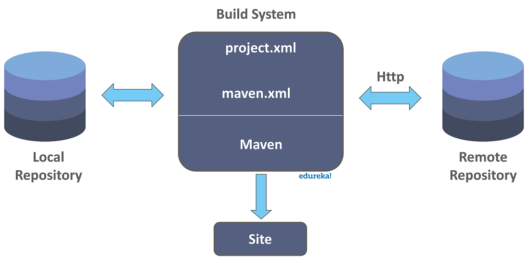 Build System
project.xml
maven.xml
Maven
edureka!
Http
Local
Repository
Remote
Repository
Site